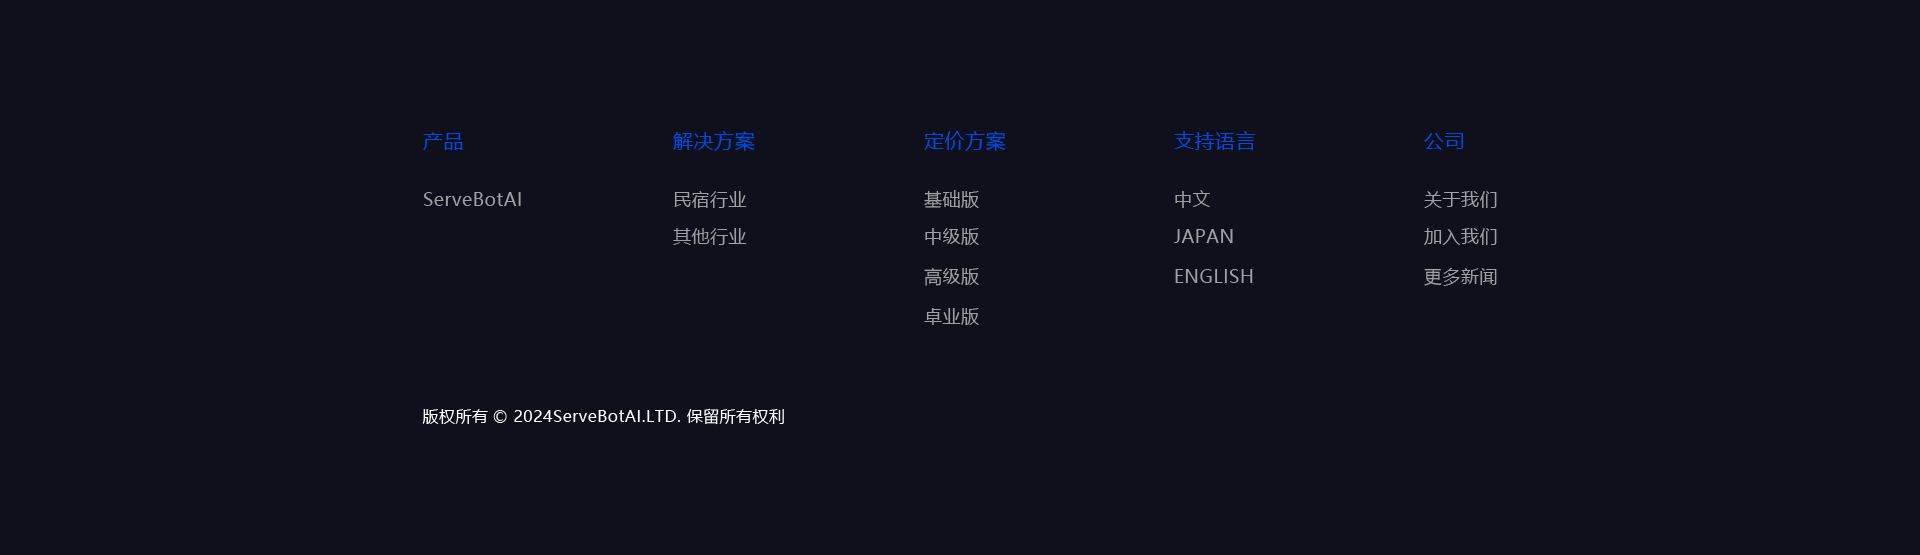 产品
ServeBotAI
解决方案
民宿行业
其他行业
定价方案
基础版
中级版
高级版
卓业版
支持语言
中文
JAPAN
ENGLISH
公司
关于我们
加入我们
更多新闻
版权所有 © 2024ServeBotAI.LTD. 保留所有权利